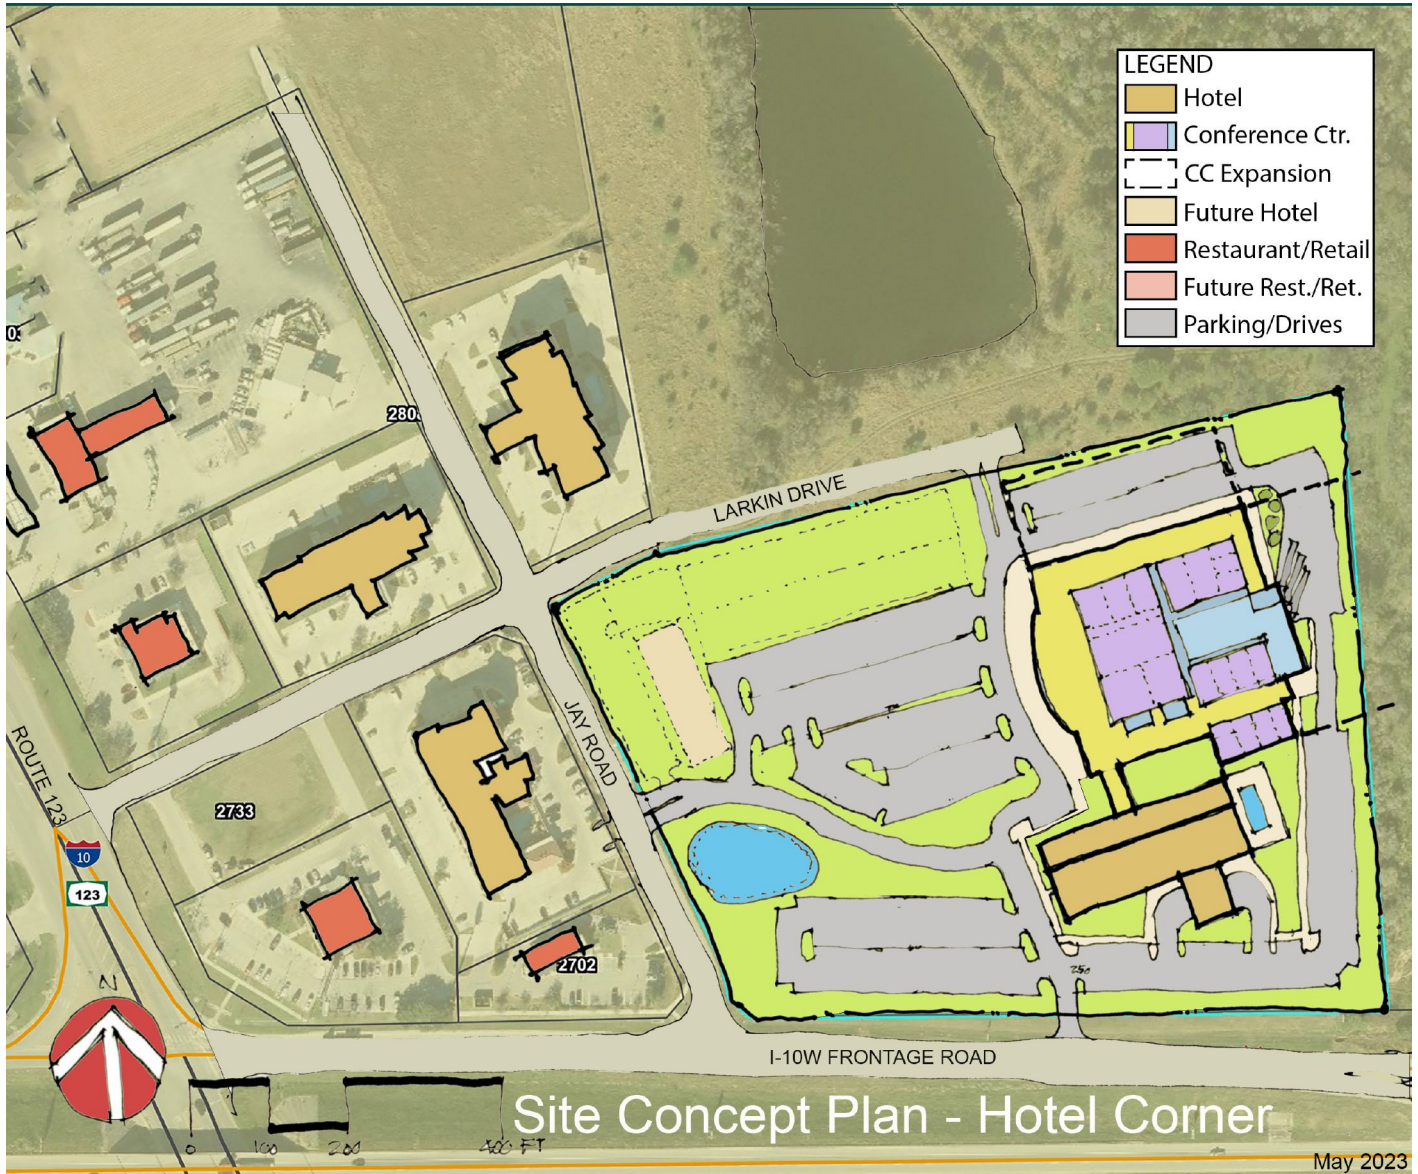 LEGEND
Hotel
Conference Ctr.
CC Expansion
Future Hotel
Restaurant/Retail
Future Rest./Ret.
Parking/Drives
LARKIN DRIVE
JAY ROAD
ROUTE 123
2733
2702
10
123
N
250
I-10W FRONTAGE ROAD
0 100 200 400 FT
Site Concept Plan - Hotel Corner
May 2023